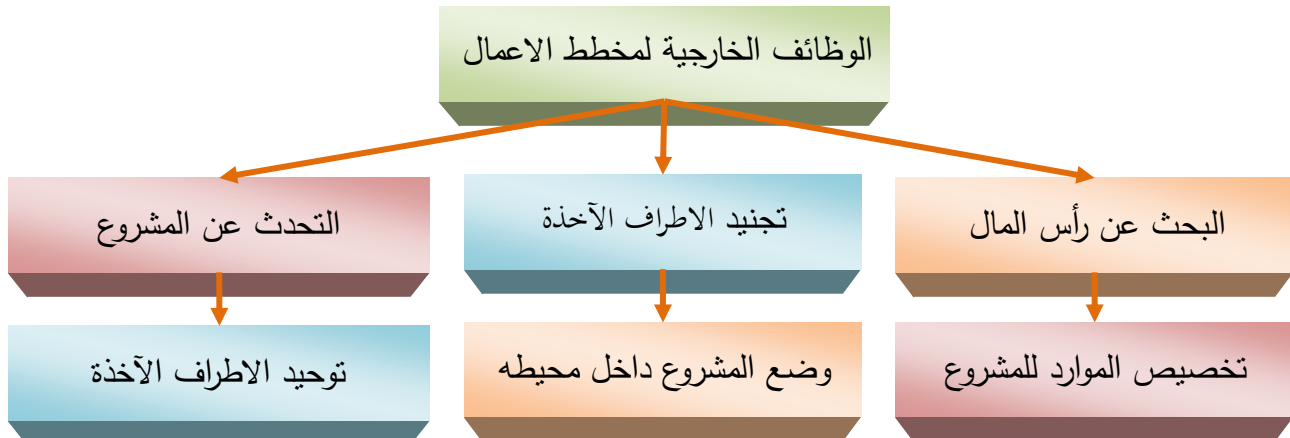 الوظائف الخارجية لمخطط الاعمال
البحث عن رأس المال
تجنيد الاطراف الآخذة
التحدث عن المشروع
تخصيص الموارد للمشروع
وضع المشروع داخل محيطه
توحيد الاطراف الآخذة